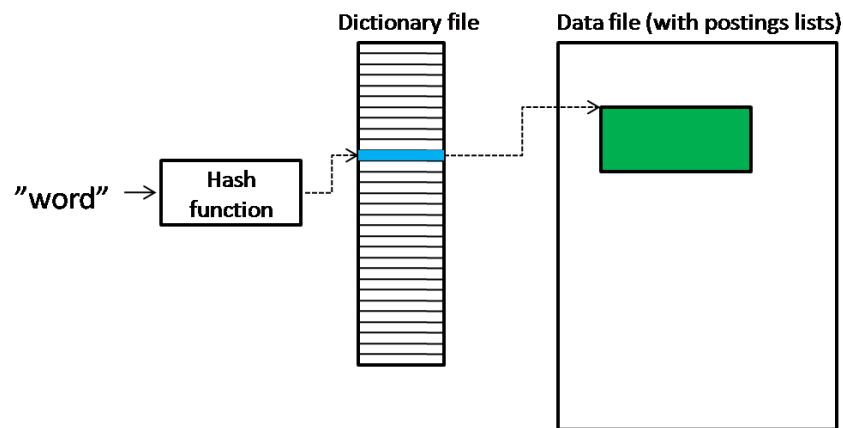 Dictionary file
Data file (with postings lists)
”word”
Hash
function